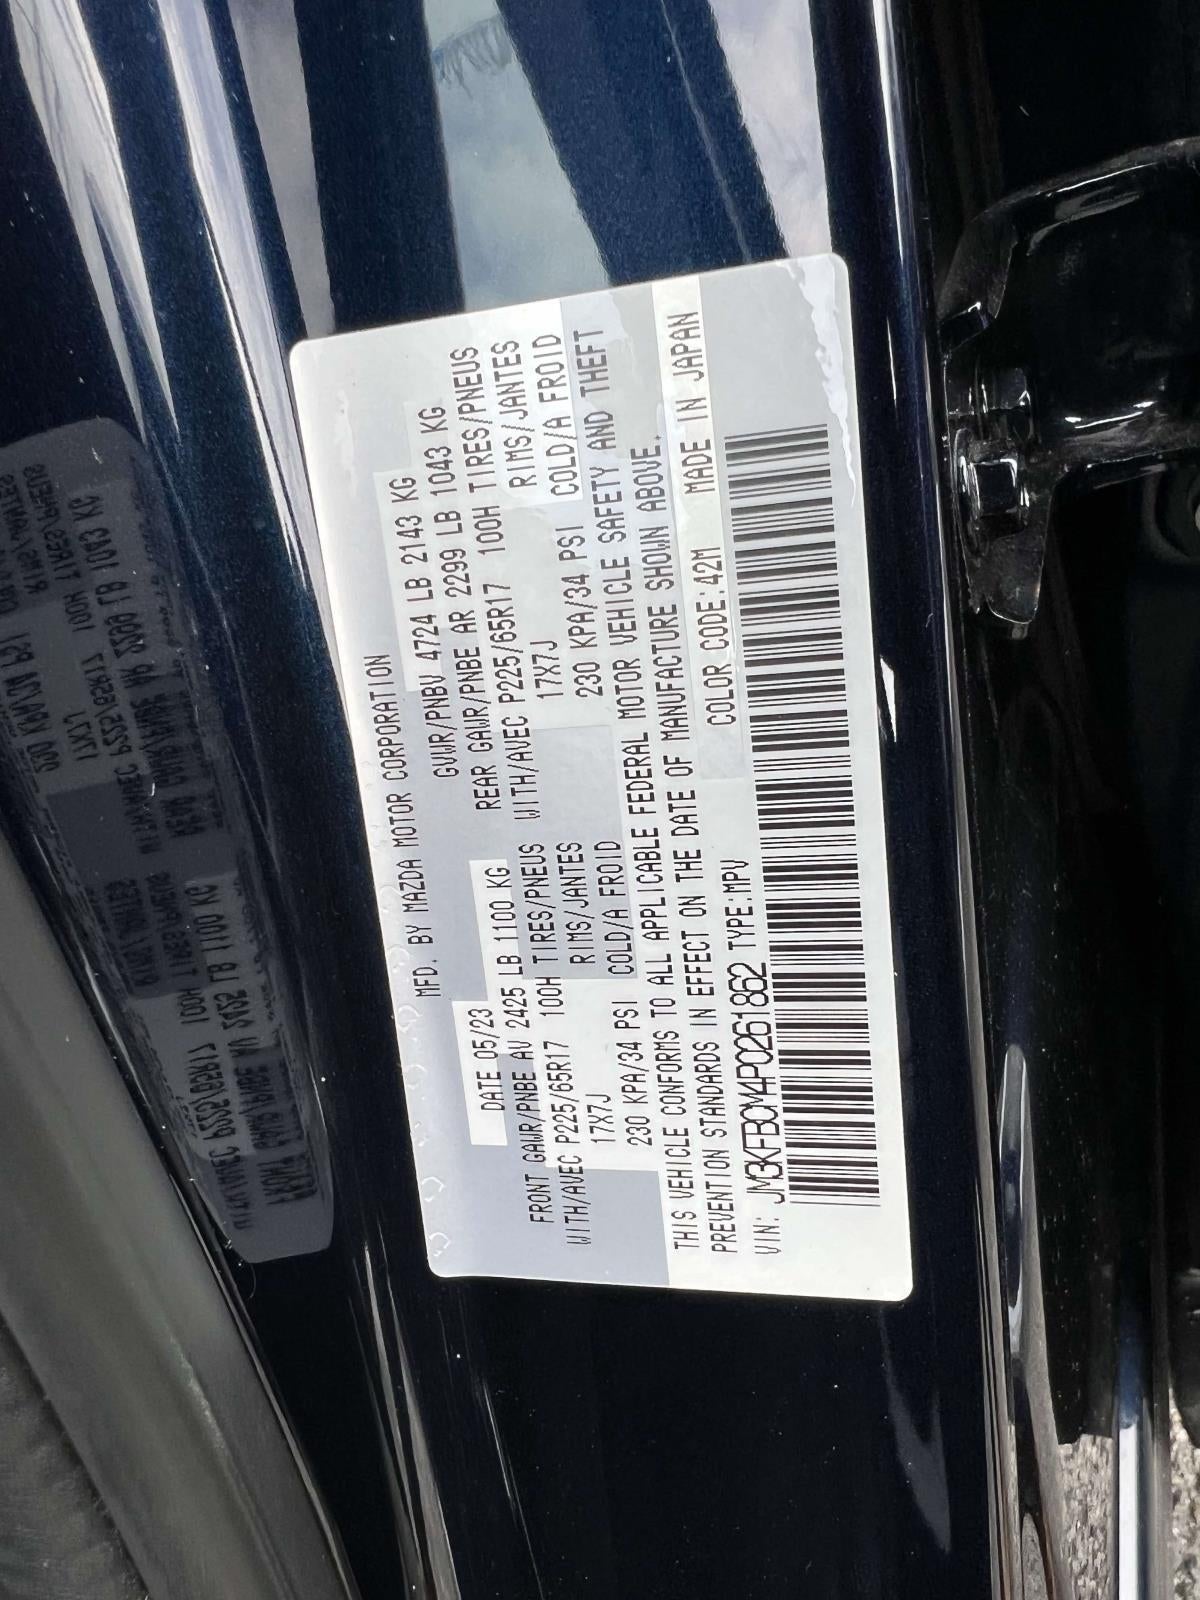 MFD. BY MAZDA MOTOR CORPORATION
DATE 05/23 GVWR/PNBV 4724 LB 2143 KG
FRONT GAWR/PNBE AV 2425 LB 1100 KG REAR GAWR/PNBE AR 2299 LB 1043 KG
WITH/AVEC P225/65R17 100H TIRES/PNEUS WITH/AVEC P225/65R17 100H TIRES/PNEUS
17X7J RIMS/JANTES 17X7J RIMS/JANTES
230 KPA/34 PSI COLD/A FROID 230 KPA/34 PSI COLD/A FROID
THIS VEHICLE CONFORMS TO ALL APPLICABLE FEDERAL MOTOR VEHICLE SAFETY AND THEFT
PREVENTION STANDARDS IN EFFECT ON THE DATE OF MANUFACTURE SHOWN ABOVE.
VIN: JM3KFBCM4P0261862 TYPE:MPV COLOR CODE:42M MADE IN JAPAN